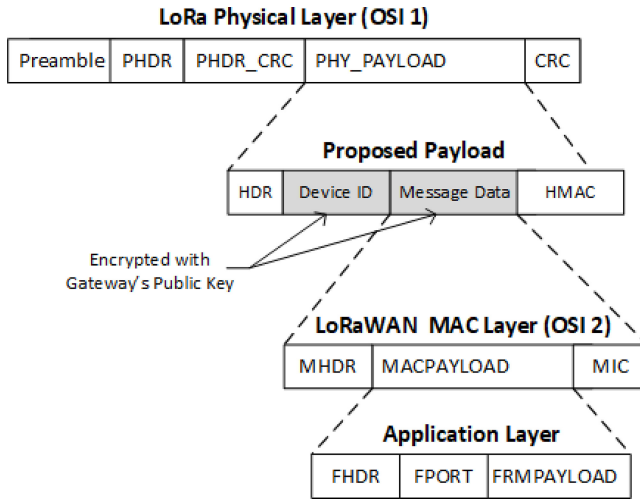 LoRa Physical Layer (OSI 1)
Preamble PHDR PHDR_CRC PHY_PAYLOAD CRC
Proposed Payload
HDR Device ID Message Data HMAC
Encrypted with
Gateway's Public Key
LoRaWAN MAC Layer (OSI 2)
MHDR MACPAYLOAD MIC
Application Layer
FHDR FPORT FRMPAYLOAD